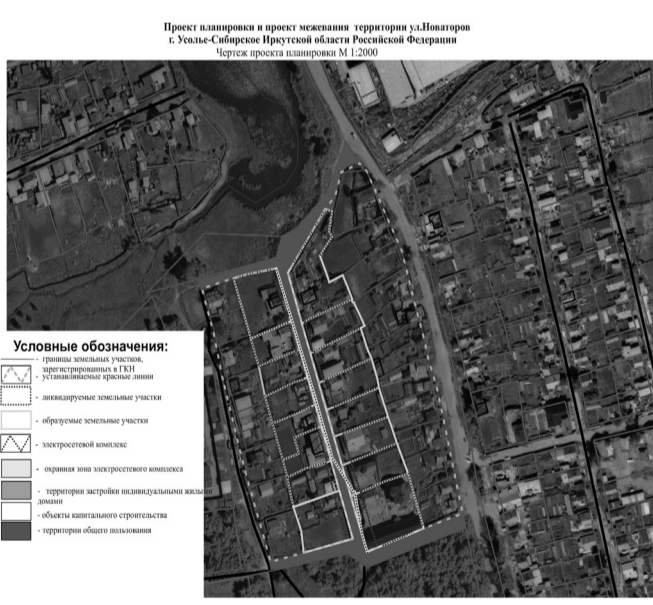 Проект планировки и проект межевания территории ул.Новаторов
г. Усолье-Сибирское Иркутской области Российской Федерации
Чертеж проекта планировки М 1:2000
Условные обозначения:
- границы земельных участков,
зарегистрированных в ГКН
- устанавливаемые красные линии
- ликвидируемые земельные участки
- образуемые земельные участки
- электросетевой комплекс
- охранная зона электросетевого комплекса
- территории застройки индивидуальными жилыми
домами
- объекты капитального строительства
- территории общего пользования